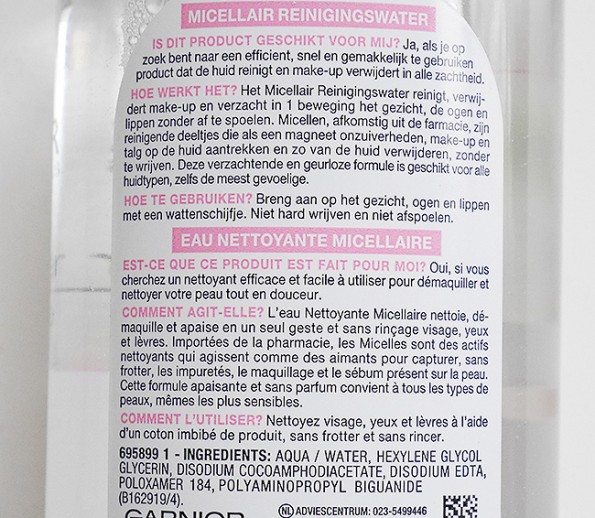 MICELLAIR REINIGINGSWATER
IS DIT PRODUCT GESCHIKT VOOR MIJ? Ja, als je op
zoek bent naar een efficient, snel en gemakkelijk te gebruiken
product dat de huid reinigt en make-up verwijdert in alle zachtheid.
HOE WERKT HET? Het Micellair Reinigingswater reinigt, verwij-
dert make-up en verzacht in 1 beweging het gezicht, de ogen en
lippen zonder af te spoelen. Micellen, afkomstig uit de farmacie, zijn
reinigende deeltjes die als een magneet onzuiverheden, make-up en
talg op de huid aantrekken en zo van de huid verwijderen, zonder
te wrijven. Deze verzachtende en geurloze formule is geschikt voor alle
huidtypen, zelfs de meest gevoelige.
HOE TE GEBRUIKEN? Breng aan op het gezicht, ogen en lippen
met een wattenschijfje. Niet hard wrijven en niet afspoelen.
EAU NETTOYANTE MICELLAIRE
EST-CE QUE CE PRODUIT EST FAIT POUR MOI? Oui, si vous
cherchez un nettoyant efficace et facile à utiliser pour démaquiller et
nettoyer votre peau tout en douceur.
COMMENT AGIT-ELLE? L'eau Nettoyante Micellaire nettoie, dé-
maquille et apaise en un seul geste et sans rinçage visage, yeux
et lèvres. Importées de la pharmacie, les Micelles sont des actifs
nettoyants qui agissent comme des aimants pour capturer, sans
frotter, les impuretés, le maquillage et le sébum présent sur la peau.
Cette formule apaisante et sans parfum convient à tous les types de
peaux, mêmes les plus sensibles.
COMMENT L'UTILISER? Nettoyez visage, yeux et lèvres à l'aide
d'un coton imbibé de produit, sans frotter et sans rincer.
695899 1 - INGREDIENTS: AQUA / WATER, HEXYLENE GLYCOL
GLYCERIN, DISODIUM COCOAMPHODIACETATE, DISODIUM EDTA,
POLOXAMER 184, POLYAMINOPROPYL BIGUANIDE
(B162919/4).
GARNIER NL ADVIESCENTRUM: 023-5499446